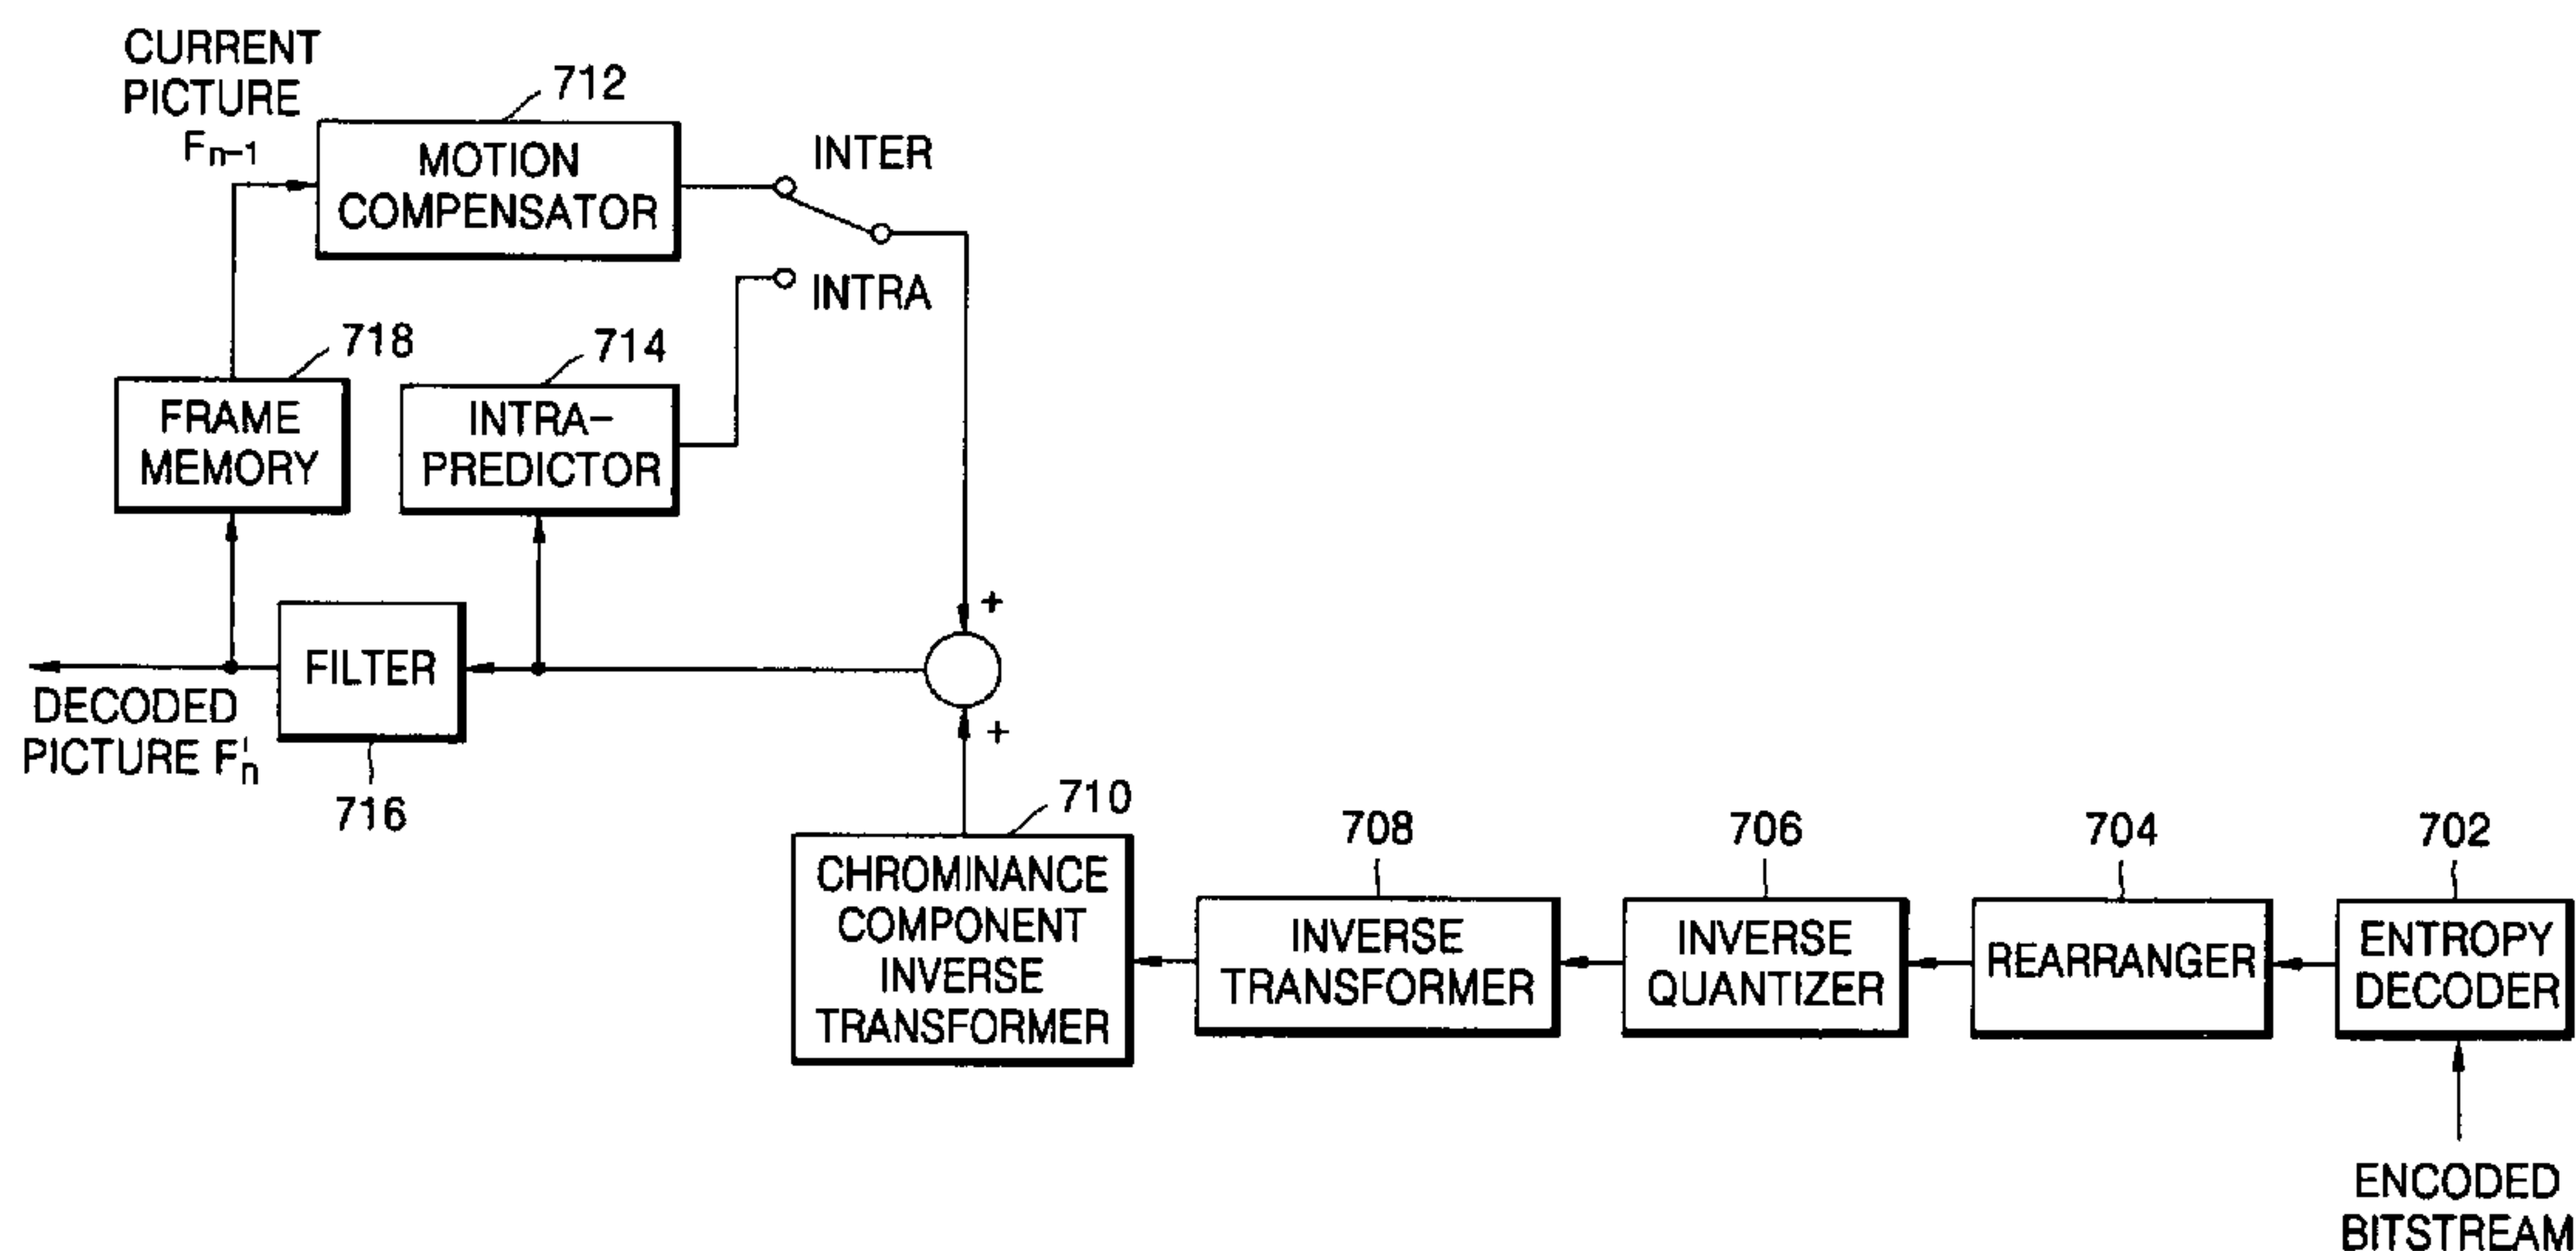 CURRENT
PICTURE
Fn-1
712
MOTION
COMPENSATOR
INTER
INTRA
718
FRAME
MEMORY
714
INTRA-
PREDICTOR
+
FILTER
716
DECODED
PICTURE F'n
+
710
CHROMINANCE
COMPONENT
INVERSE
TRANSFORMER
708
INVERSE
TRANSFORMER
706
INVERSE
QUANTIZER
704
REARRANGER
702
ENTROPY
DECODER
ENCODED
BITSTREAM